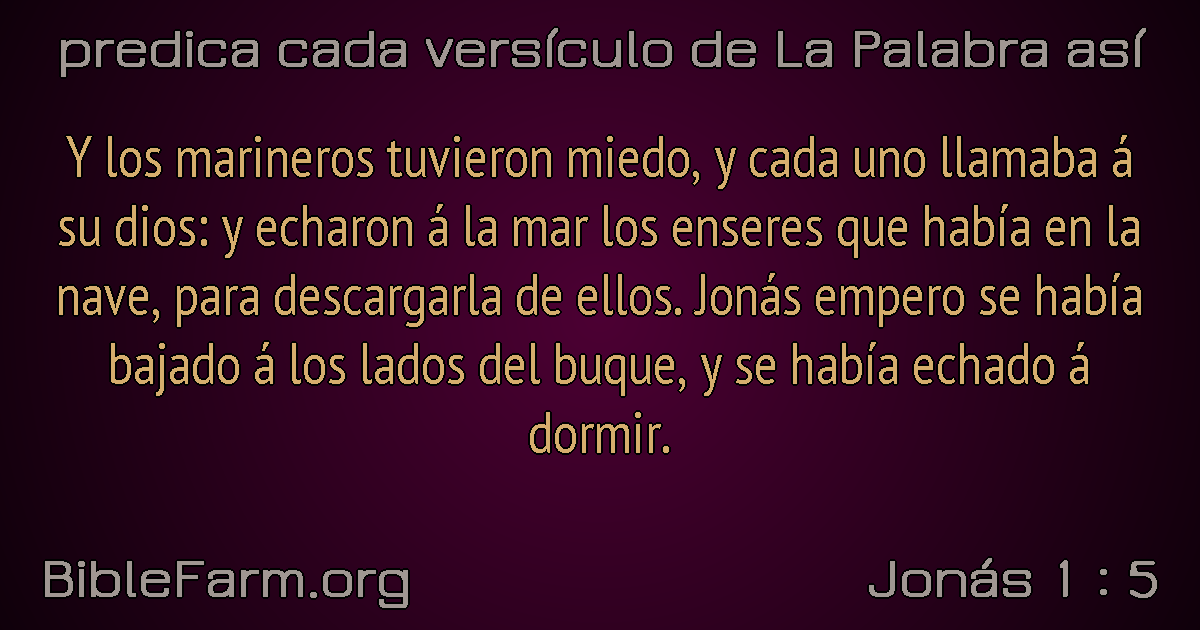 predica cada versículo de La Palabra así
Y los marineros tuvieron miedo, y cada uno llamaba á
su dios: y echaron á la mar los enseres que había en la
nave, para descargarla de ellos. Jonás empero se había
bajado á los lados del buque, y se había echado á
dormir.
BibleFarm.org
Jonás 1 : 5